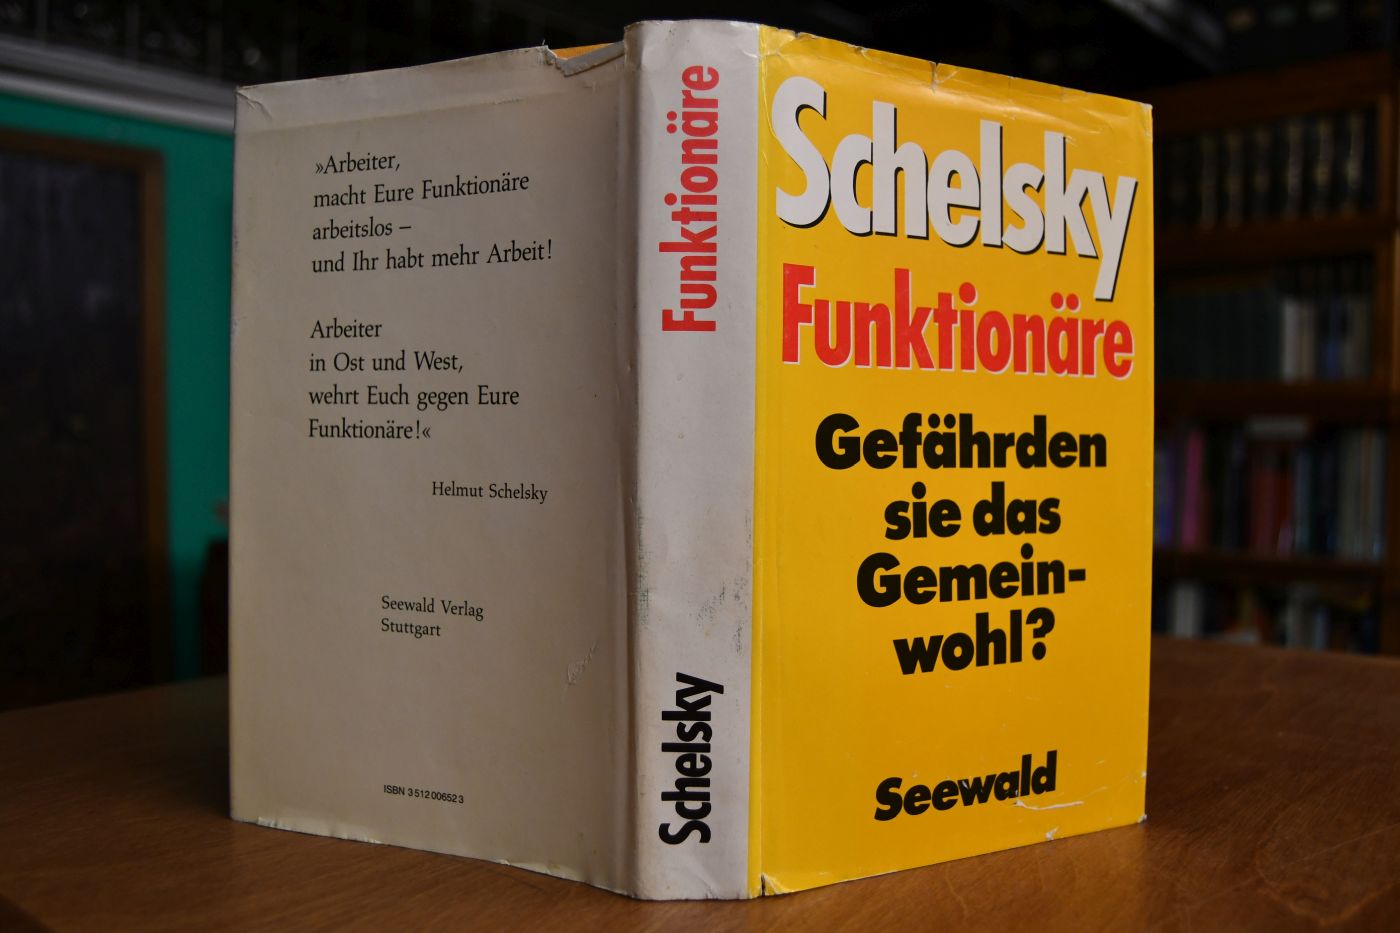 »Arbeiter,
macht Eure Funktionäre
arbeitslos –
und Ihr habt mehr Arbeit!
Arbeiter
in Ost und West,
wehrt Euch gegen Eure
Funktionäre!«
Helmut Schelsky
Seewald Verlag
Stuttgart
ISBN 3 512 00652 3
Schelsky
Funktionäre
Schelsky
Funktionäre
Gefährden
sie das
Gemein-
wohl?
Seewald